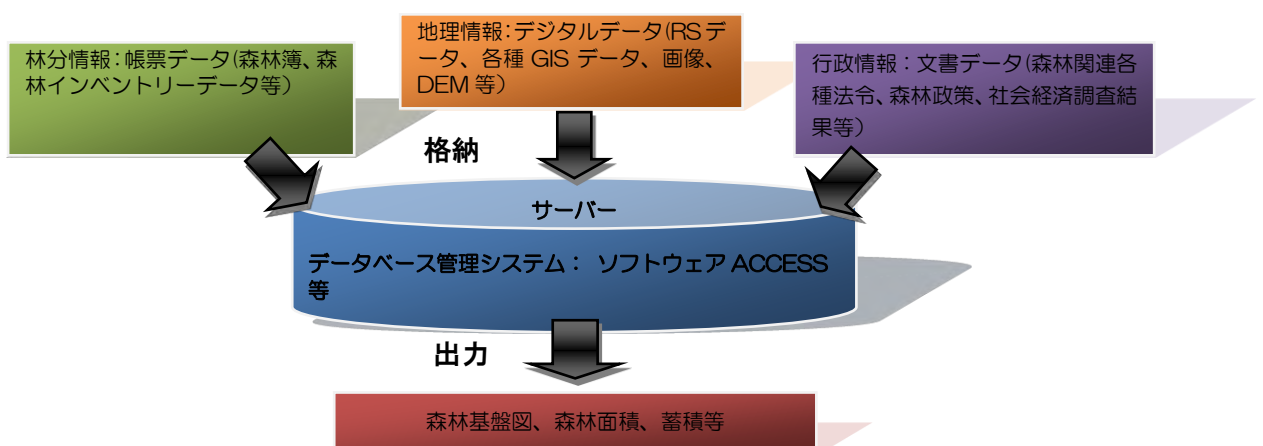 林分情報：帳票データ(森林簿、森
林インベントリーデータ等）
地理情報：デジタルデータ(RSデ
ータ、各種 GIS データ、画像、
DEM 等）
行政情報：文書データ(森林関連各
種法令、森林政策、社会経済調査結
果等）
格納
サーバー
データベース管理システム： ソフトウェア ACCESS
等
出力
森林基盤図、森林面積、蓄積等